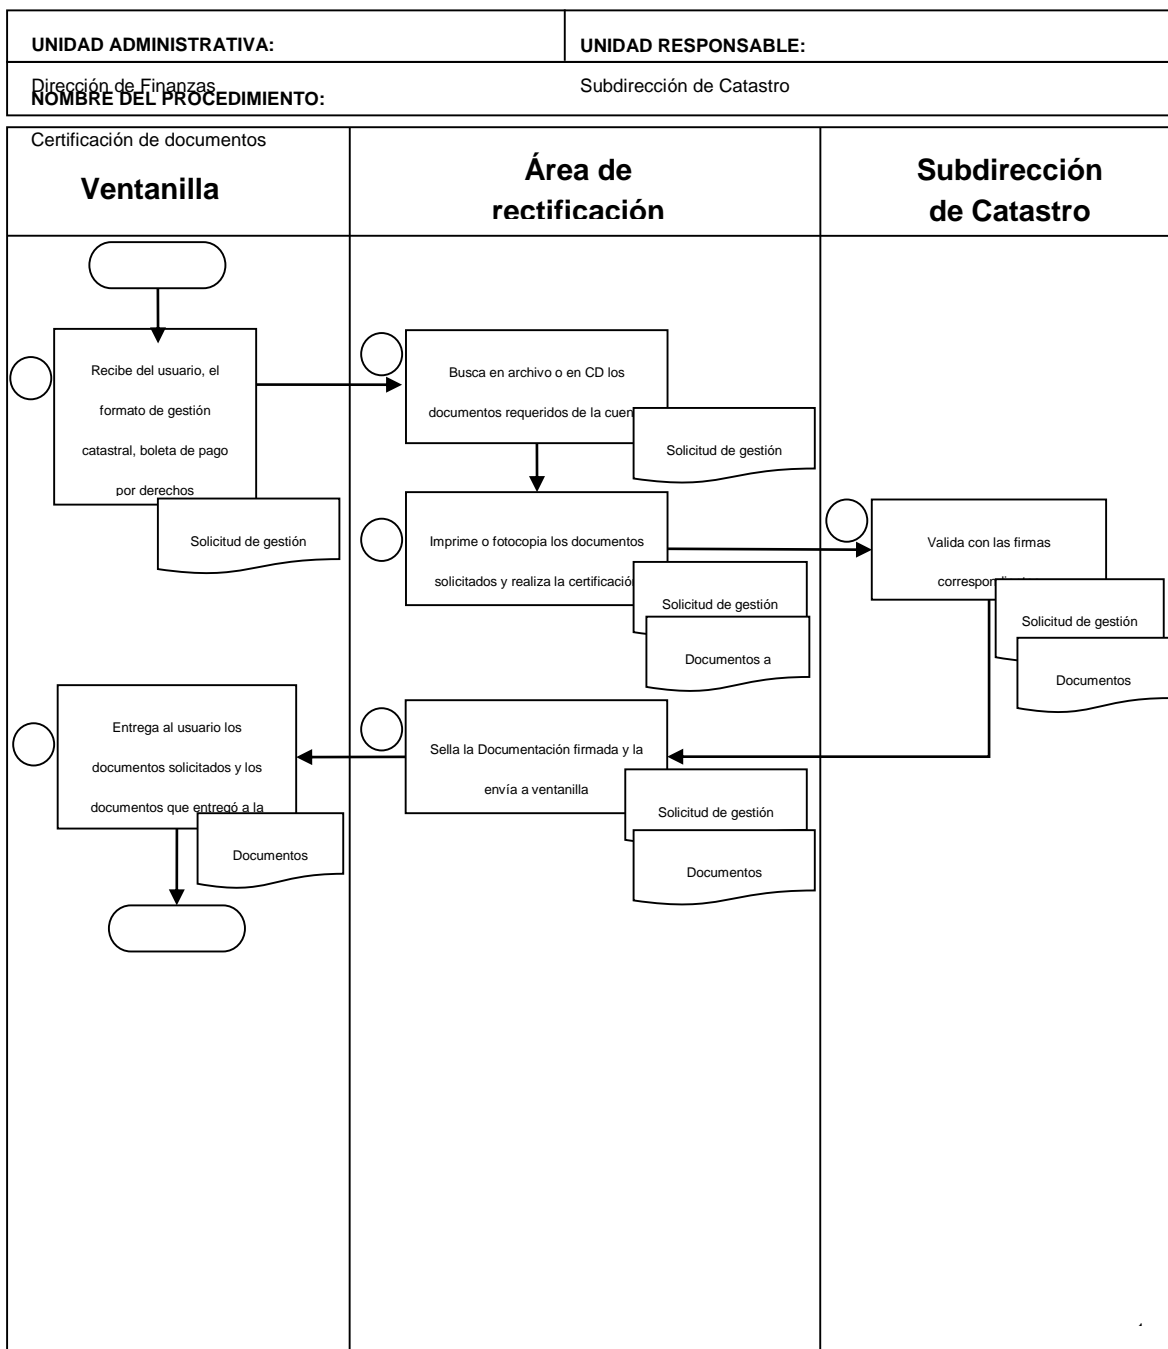 UNIDAD ADMINISTRATIVA:
UNIDAD RESPONSABLE:
Dirección de Finanzas
Subdirección de Catastro
NOMBRE DEL PROCEDIMIENTO:
Certificación de documentos
Ventanilla
Área de
rectificación
Subdirección
de Catastro
Recibe del usuario, el
formato de gestión
catastral, boleta de pago
por derechos
Solicitud de gestión
Busca en archivo o en CD los
documentos requeridos de la cuen
Solicitud de gestión
Imprime o fotocopia los documentos
solicitados y realiza la certificación
Solicitud de gestión
Documentos a
Valida con las firmas
Solicitud de gestión
Documentos
Sella la Documentación firmada y la
envía a ventanilla
Solicitud de gestión
Documentos
Entrega al usuario los
documentos solicitados y los
documentos que entregó a la
Documentos